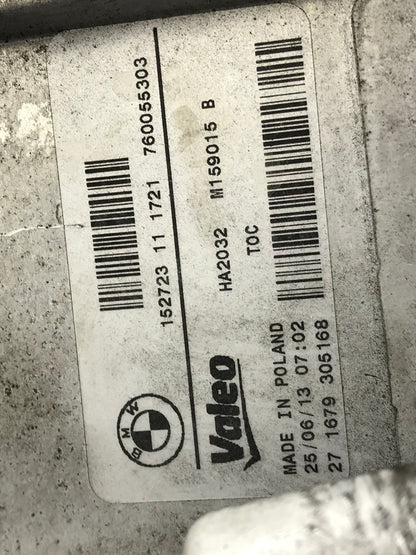 760055303
152723 11 1721
BMW
M159015 B
HA2032
TOC
Valeo
MADE IN POLAND
25/06/13 07:02
27 1679 305168